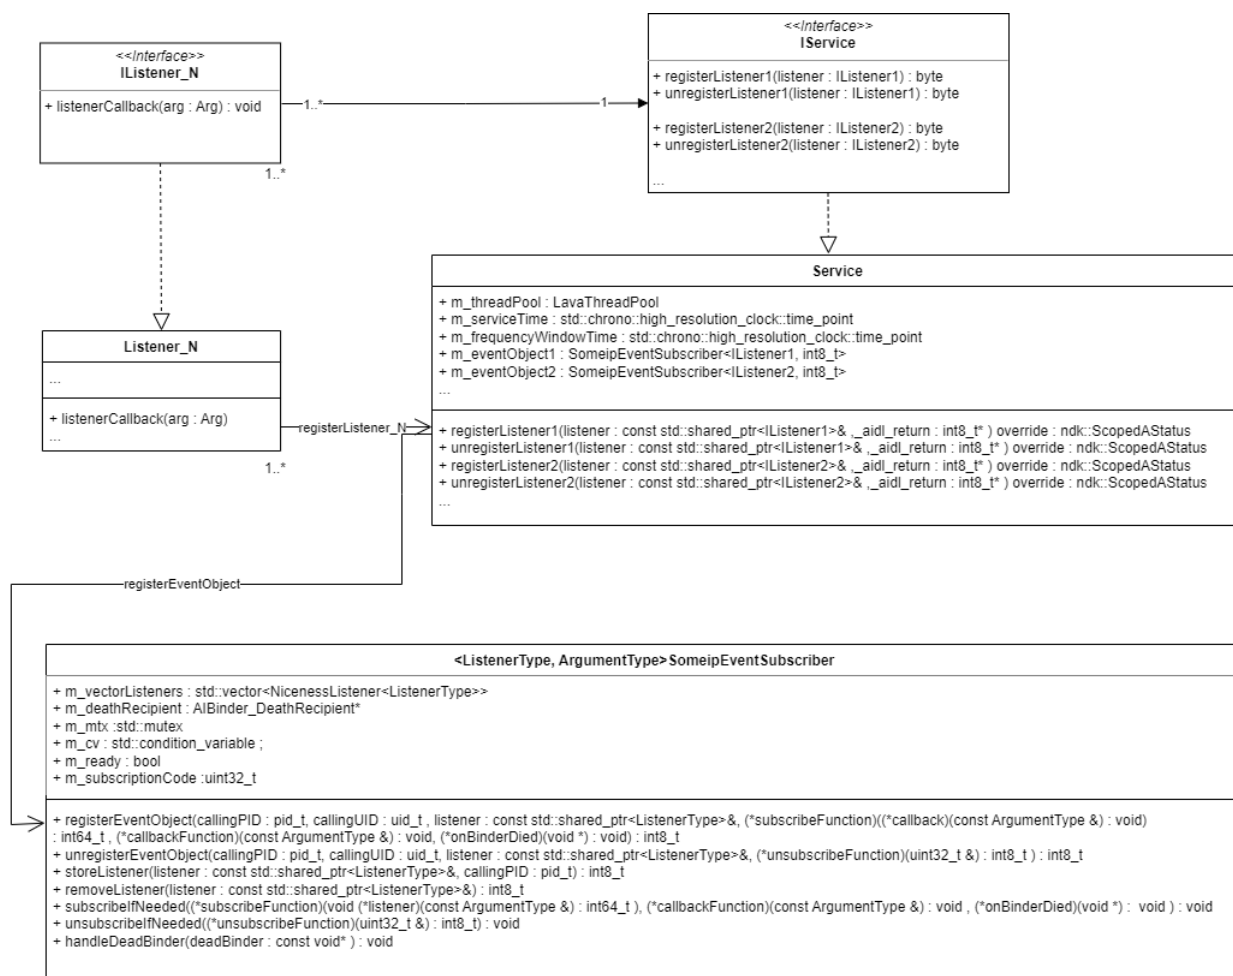 <<Interface>>
IListener_N
+ listenerCallback(arg : Arg) : void
1..*
1..*
1
<<Interface>>
IService
+ registerListener1(listener : IListener1) : byte
+ unregisterListener1(listener : IListener1) : byte
+ registerListener2(listener : IListener2) : byte
+ unregisterListener2(listener : IListener2) : byte
...
Service
+ m_threadPool : LavaThreadPool
+ m_serviceTime : std::chrono::high_resolution_clock::time_point
+ m_frequencyWindowTime : std::chrono::high_resolution_clock::time_point
+ m_eventObject1 : SomeipEventSubscriber<IListener1, int8_t>
+ m_eventObject2 : SomeipEventSubscriber<IListener2, int8_t>
...
+ registerListener1(listener : const std::shared_ptr<IListener1>& ,_aidl_return : int8_t* ) override : ndk::ScopedAStatus
+ unregisterListener1(listener : const std::shared_ptr<IListener1>& ,_aidl_return : int8_t* ) override : ndk::ScopedAStatus
+ registerListener2(listener : const std::shared_ptr<IListener2>& ,_aidl_return : int8_t* ) override : ndk::ScopedAStatus
+ unregisterListener2(listener : const std::shared_ptr<IListener2>& ,_aidl_return : int8_t* ) override : ndk::ScopedAStatus
...
Listener_N
...
+ listenerCallback(arg : Arg)
...
1..*
registerListener_N
registerEventObject
<ListenerType, ArgumentType>SomeipEventSubscriber
+ m_vectorListeners : std::vector<NicenessListener<ListenerType>>
+ m_deathRecipient : AIBinder_DeathRecipient*
+ m_mtx :std::mutex
+ m_cv : std::condition_variable ;
+ m_ready : bool
+ m_subscriptionCode :uint32_t
+ registerEventObject(callingPID : pid_t, callingUID : uid_t , listener : const std::shared_ptr<ListenerType>&, (*subscribeFunction)((*callback)(const ArgumentType &) : void)
: int64_t , (*callbackFunction)(const ArgumentType &) : void, (*onBinderDied)(void *) : void) : int8_t
+ unregisterEventObject(callingPID : pid_t, callingUID : uid_t, listener : const std::shared_ptr<ListenerType>&, (*unsubscribeFunction)(uint32_t &) : int8_t ) : int8_t
+ storeListener(listener : const std::shared_ptr<ListenerType>&, callingPID : pid_t) : int8_t
+ removeListener(listener : const std::shared_ptr<ListenerType>&) : int8_t
+ subscribeIfNeeded((*subscribeFunction)(void (*listener)(const ArgumentType &) : int64_t ), (*callbackFunction)(const ArgumentType &) : void , (*onBinderDied)(void *) : void ) : void
+ unsubscribeIfNeeded((*unsubscribeFunction)(uint32_t &) : int8_t) : void
+ handleDeadBinder(deadBinder : const void* ) : void